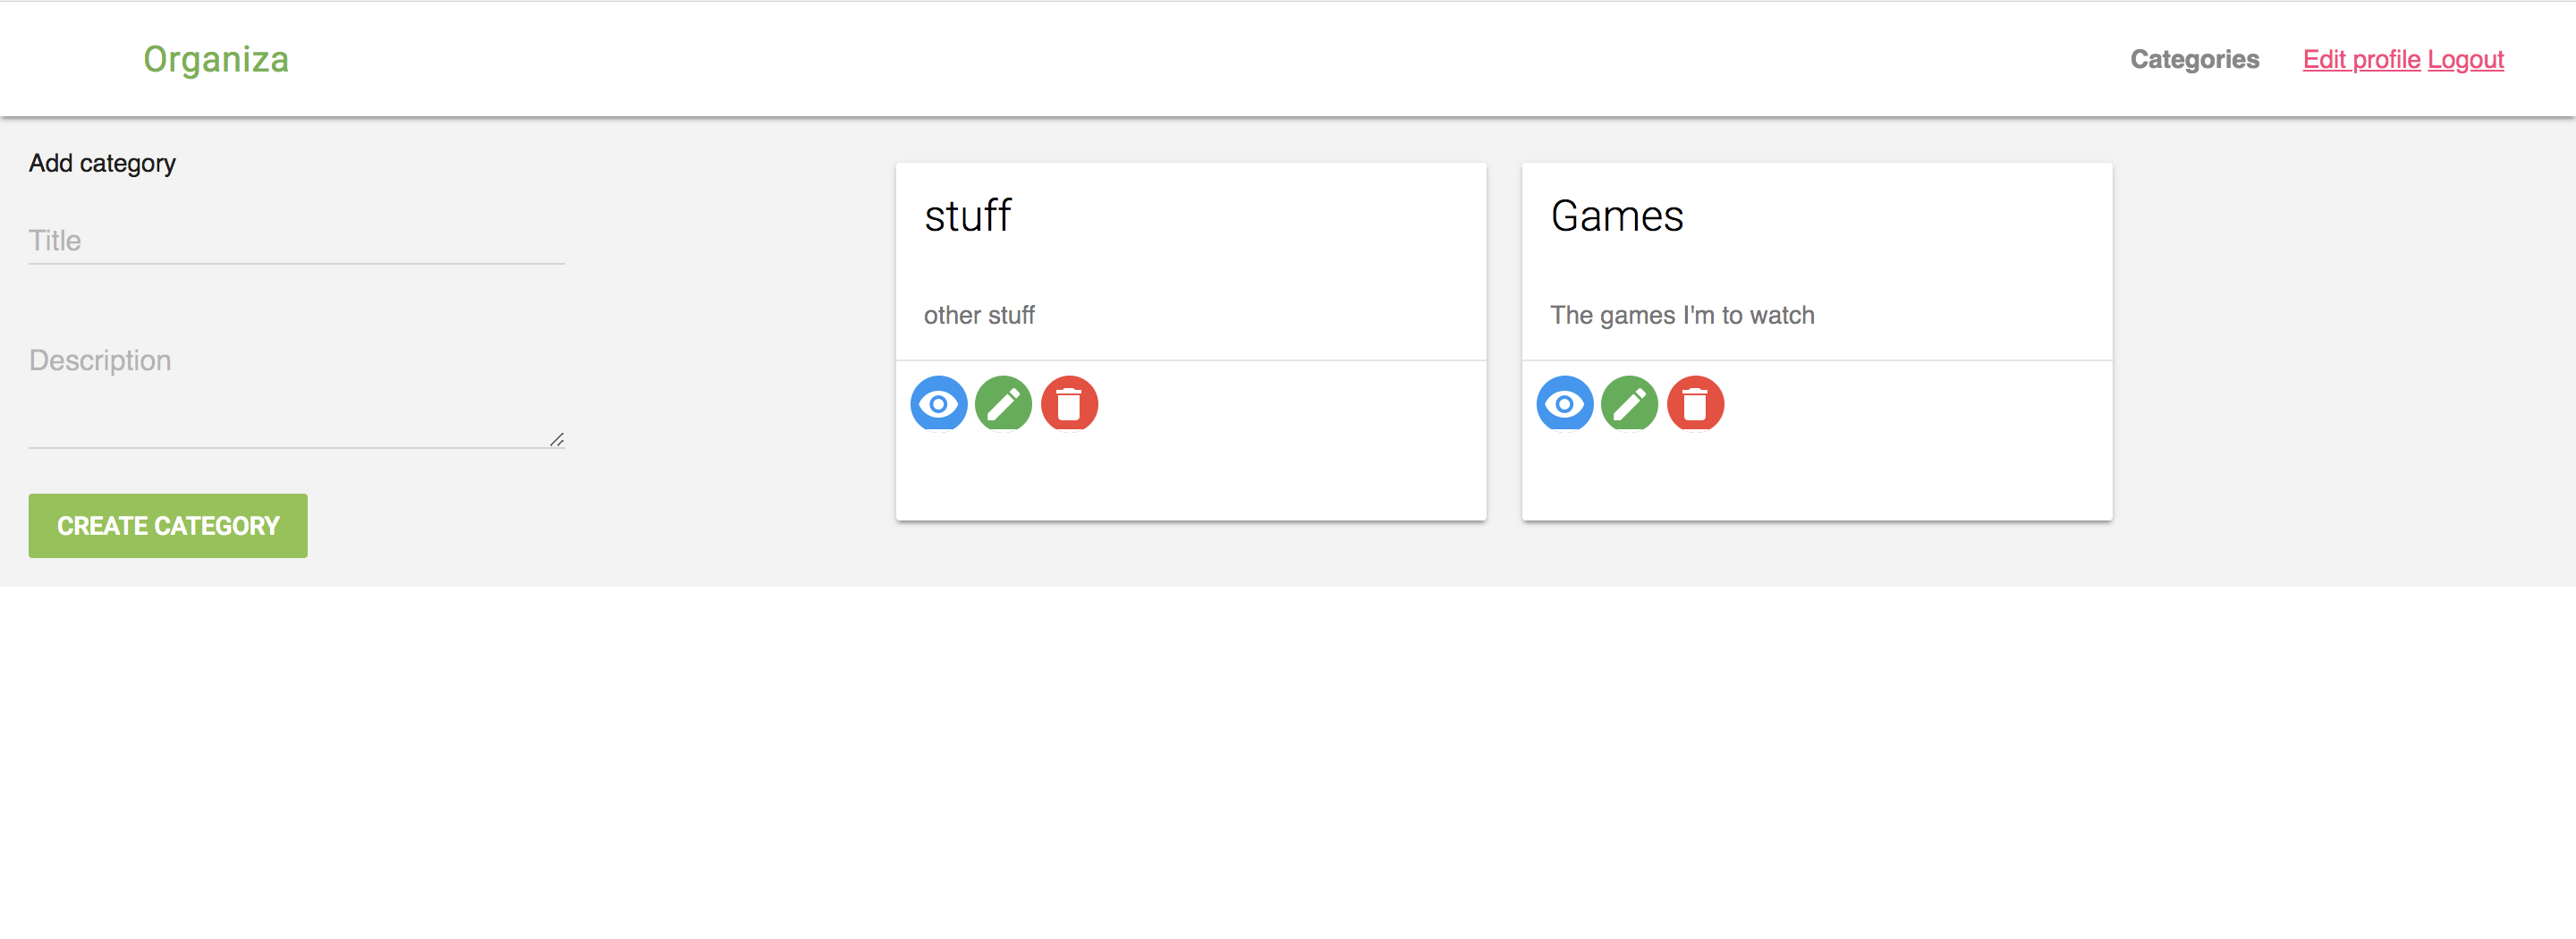 Organiza
Categories Edit profile Logout
Add category
Title
Description
CREATE CATEGORY
stuff
other stuff
Games
The games I'm to watch